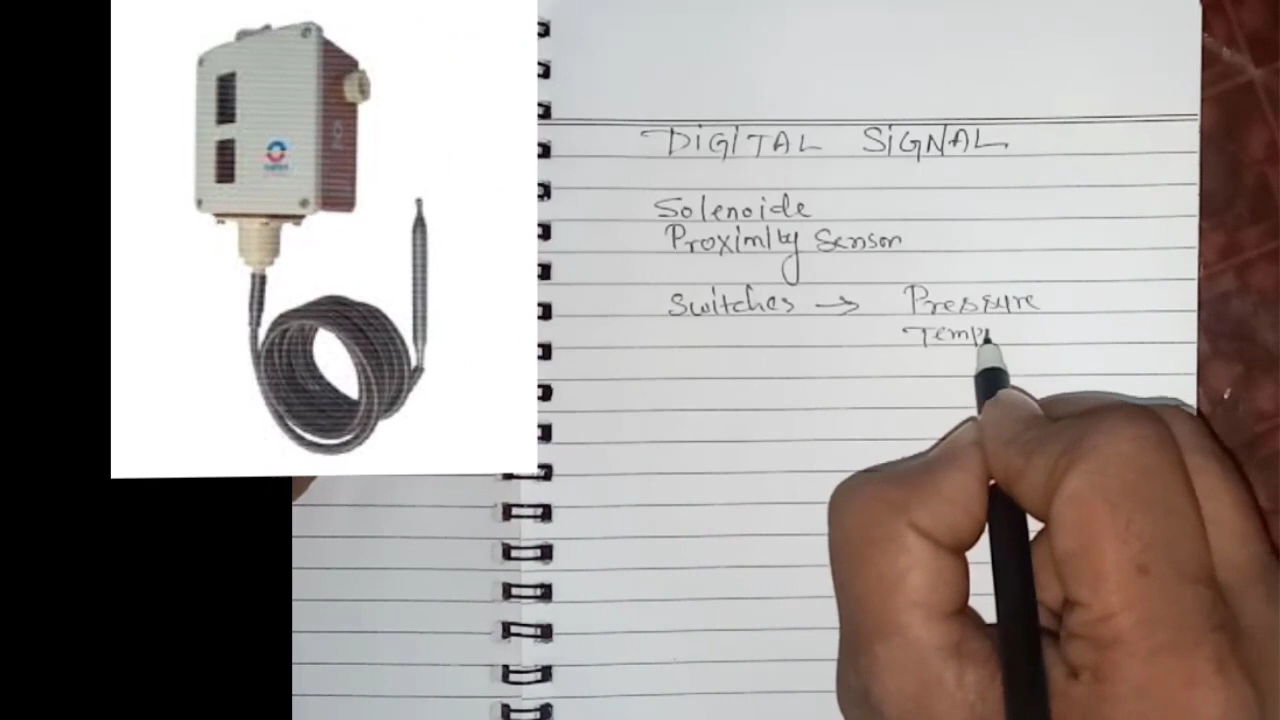 DIGITAL SIGNAL
Solenoide
Proximity Sensor
Switches → Pressure
Temp